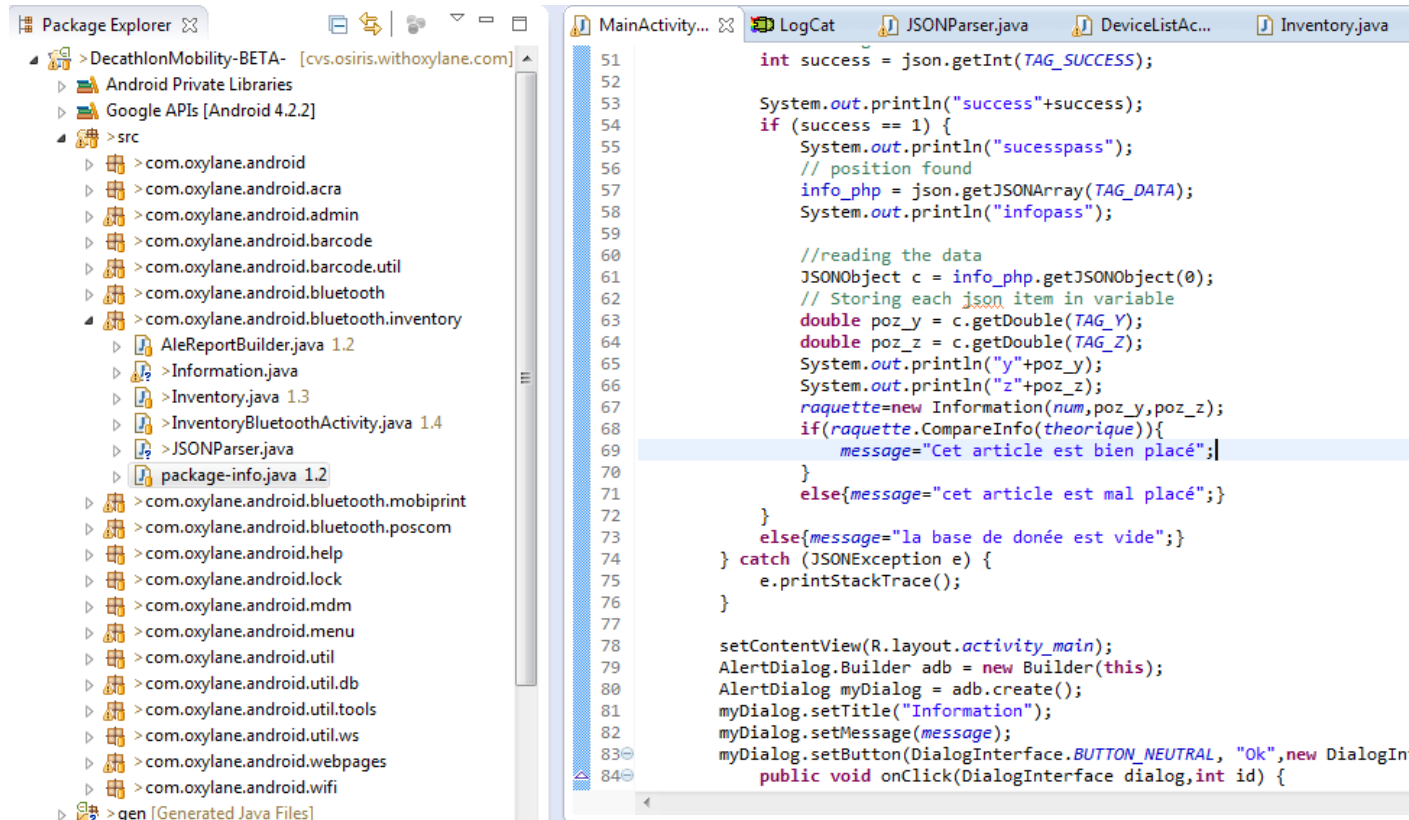 Package Explorer
>DecathlonMobility-BETA- [cvs.osiris.withoxylane.com]
Android Private Libraries
Google APIs [Android 4.2.2]
>src
>com.oxylane.android
>com.oxylane.android.acra
>com.oxylane.android.admin
>com.oxylane.android.barcode
>com.oxylane.android.barcode.util
>com.oxylane.android.bluetooth
>com.oxylane.android.bluetooth.inventory
AleReportBuilder.java 1.2
>Information.java
>Inventory.java 1.3
>InventoryBluetoothActivity.java 1.4
>JSONParser.java
package-info.java 1.2
>com.oxylane.android.bluetooth.mobiprint
>com.oxylane.android.bluetooth.poscom
>com.oxylane.android.help
>com.oxylane.android.lock
>com.oxylane.android.mdm
>com.oxylane.android.menu
>com.oxylane.android.util
>com.oxylane.android.util.db
>com.oxylane.android.util.tools
>com.oxylane.android.util.ws
>com.oxylane.android.webpages
>com.oxylane.android.wifi
>gen [Generated Java Files]
MainActivity... LogCat JSONParser.java DeviceListAc... Inventory.java
51 int success = json.getInt(TAG_SUCCESS);
52
53 System.out.println("success"+success);
54 if (success == 1) {
55 System.out.println("sucesspass");
56 // position found
57 info_php = json.getJSONArray(TAG_DATA);
58 System.out.println("infopass");
59
60 //reading the data
61 JSONObject c = info_php.getJSONObject(0);
62 // Storing each json item in variable
63 double poz_y = c.getDouble(TAG_Y);
64 double poz_z = c.getDouble(TAG_Z);
65 System.out.println("y"+poz_y);
66 System.out.println("z"+poz_z);
67 raquette=new Information(num,poz_y,poz_z);
68 if(raquette.CompareInfo(theorique)){
69 message="Cet article est bien placé";
70 }
71 else{message="cet article est mal placé";}
72 }
73 else{message="la base de donée est vide";}
74 } catch (JSONException e) {
75 e.printStackTrace();
76 }
77
78 setContentView(R.layout.activity_main);
79 AlertDialog.Builder adb = new Builder(this);
80 AlertDialog myDialog = adb.create();
81 myDialog.setTitle("Information");
82 myDialog.setMessage(message);
83 myDialog.setButton(DialogInterface.BUTTON_NEUTRAL, "Ok",new DialogIn
84 public void onClick(DialogInterface dialog,int id) {